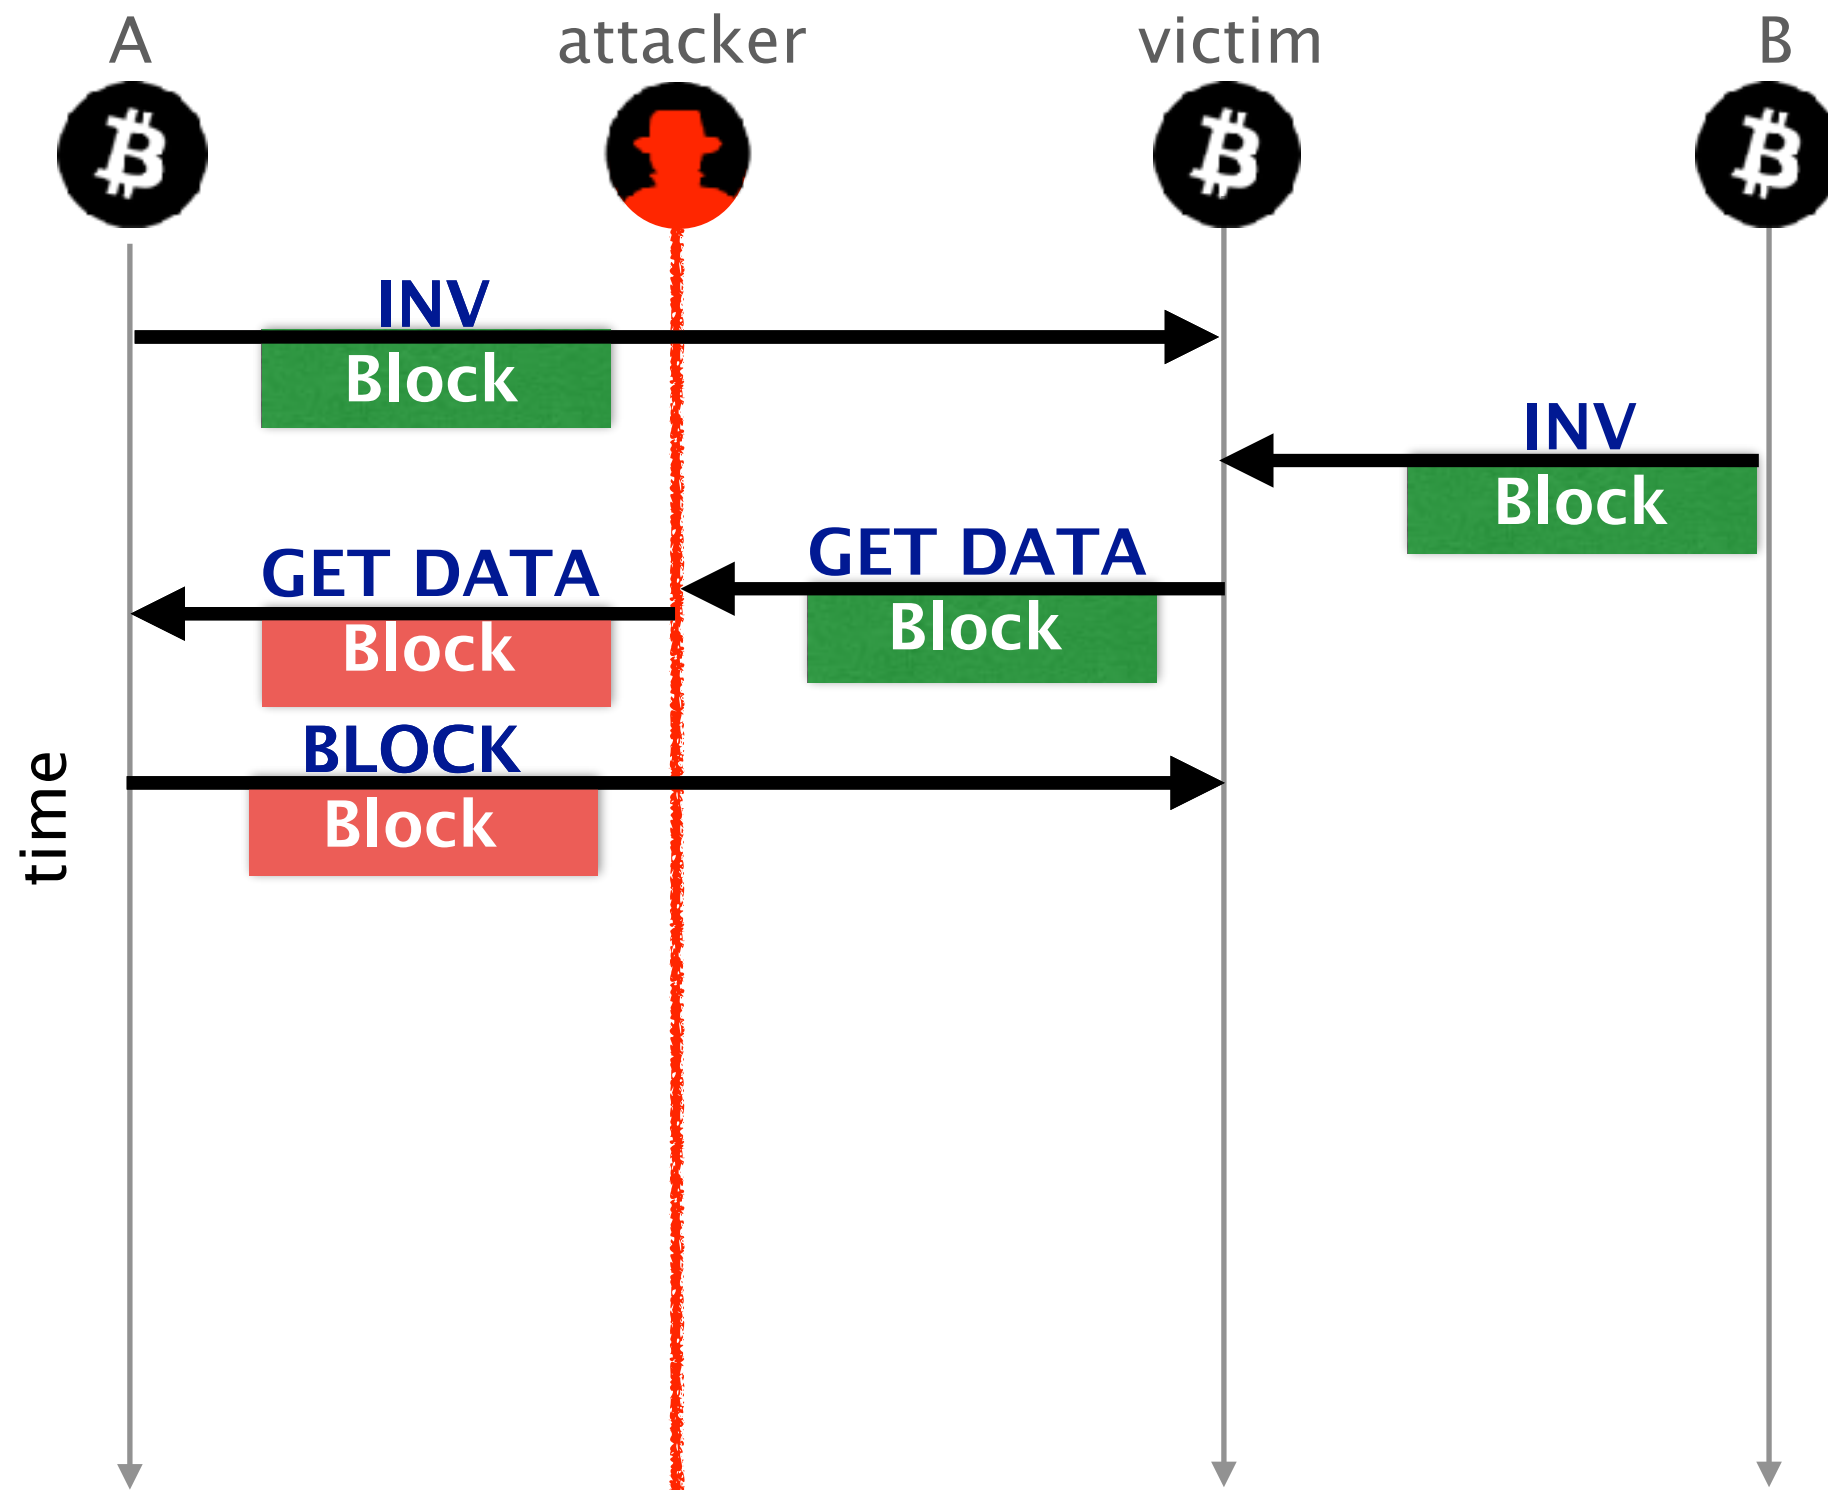 A
attacker
victim
B
INV
Block
INV
Block
GET DATA
Block
GET DATA
Block
BLOCK
Block
time